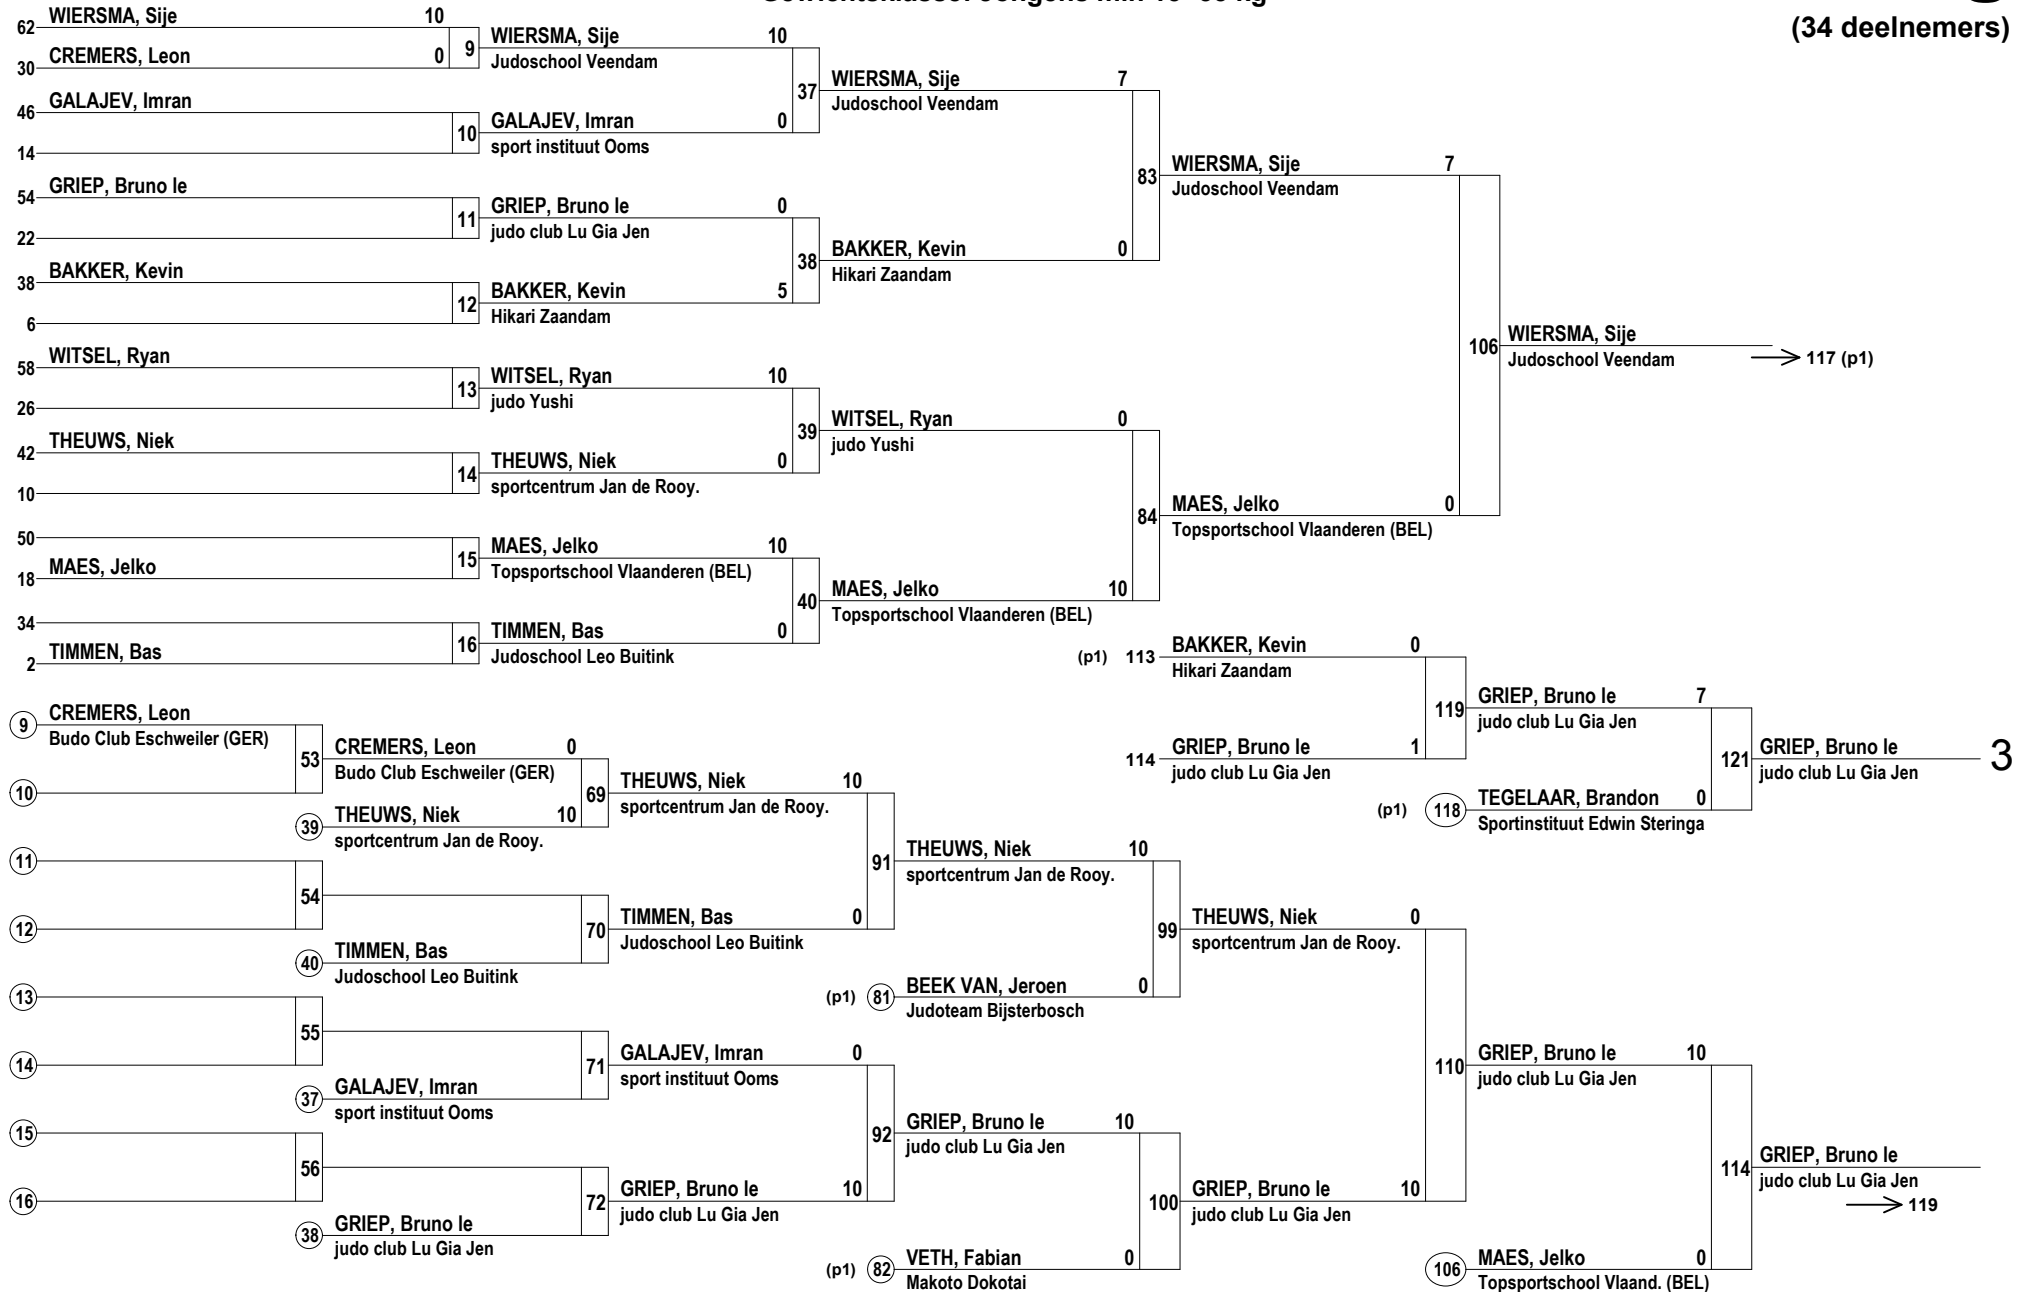 (34 deelnemers)
62
WIERSMA, Sije 10
30
CREMERS, Leon 0
9
WIERSMA, Sije 10
Judoschool Veendam
46
GALAJEV, Imran
14
10
GALAJEV, Imran 0
sport instituut Ooms
37
WIERSMA, Sije 7
Judoschool Veendam
54
GRIEP, Bruno le
22
11
GRIEP, Bruno le 0
judo club Lu Gia Jen
38
BAKKER, Kevin
6
12
BAKKER, Kevin 5
Hikari Zaandam
38
BAKKER, Kevin 0
Hikari Zaandam
83
WIERSMA, Sije 7
Judoschool Veendam
58
WITSEL, Ryan
26
13
WITSEL, Ryan 10
judo Yushi
42
THEUWS, Niek
10
14
THEUWS, Niek 0
sportcentrum Jan de Rooy.
39
WITSEL, Ryan 0
judo Yushi
50
18
MAES, Jelko
15
MAES, Jelko 10
Topsportschool Vlaanderen (BEL)
34
2
TIMMEN, Bas
16
TIMMEN, Bas 0
Judoschool Leo Buitink
40
MAES, Jelko 10
Topsportschool Vlaanderen (BEL)
84
MAES, Jelko 0
Topsportschool Vlaanderen (BEL)
106
WIERSMA, Sije
Judoschool Veendam
117 (p1)
(p1) 113
BAKKER, Kevin 0
Hikari Zaandam
114
GRIEP, Bruno le 1
judo club Lu Gia Jen
119
GRIEP, Bruno le 7
judo club Lu Gia Jen
(p1) 118
TEGELAAR, Brandon 0
Sportinstituut Edwin Steringa
121
GRIEP, Bruno le
judo club Lu Gia Jen
3
9
CREMERS, Leon
Budo Club Eschweiler (GER)
10
53
CREMERS, Leon 0
Budo Club Eschweiler (GER)
39
THEUWS, Niek 10
sportcentrum Jan de Rooy.
69
THEUWS, Niek 10
sportcentrum Jan de Rooy.
11
12
54
40
TIMMEN, Bas
Judoschool Leo Buitink
70
TIMMEN, Bas 0
Judoschool Leo Buitink
91
THEUWS, Niek 10
sportcentrum Jan de Rooy.
(p1) 81
BEEK VAN, Jeroen 0
Judoteam Bijsterbosch
99
THEUWS, Niek 0
sportcentrum Jan de Rooy.
13
14
55
37
GALAJEV, Imran
sport instituut Ooms
71
GALAJEV, Imran 0
sport instituut Ooms
15
16
56
38
GRIEP, Bruno le
judo club Lu Gia Jen
72
GRIEP, Bruno le 10
judo club Lu Gia Jen
92
GRIEP, Bruno le 10
judo club Lu Gia Jen
(p1) 82
VETH, Fabian 0
Makoto Dokotai
100
GRIEP, Bruno le 10
judo club Lu Gia Jen
110
GRIEP, Bruno le 10
judo club Lu Gia Jen
106
MAES, Jelko 0
Topsportschool Vlaand. (BEL)
114
GRIEP, Bruno le
judo club Lu Gia Jen
119